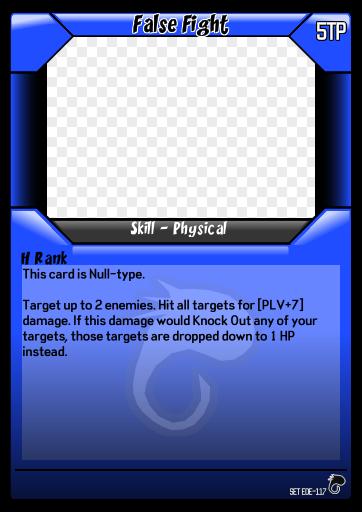 False Fight
5TP
Skill - Physical
H Rank
This card is Null-type.
Target up to 2 enemies. Hit all targets for [PLV+7]
damage. If this damage would Knock Out any of your
targets, those targets are dropped down to 1 HP
instead.
SET EOE-117